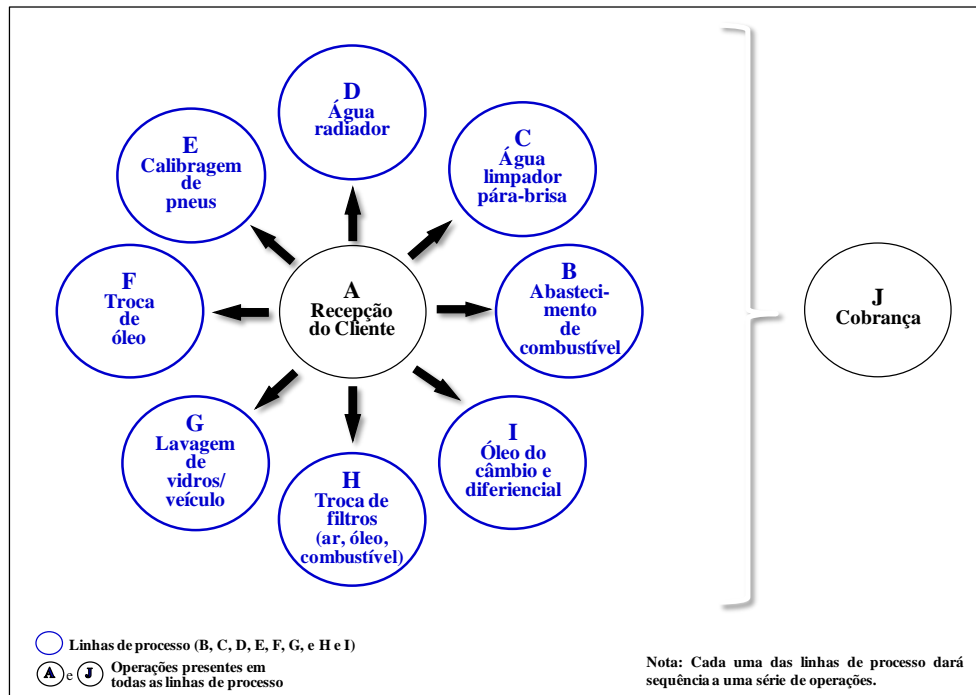 D
Água
radiador
E
Calibragem
de
pneus
C
Água
limpador
pára-brisa
F
Troca
de
óleo
A
Recepção
do Cliente
B
Abasteci-
mento
de
combustível
J
Cobrança
G
Lavagem
de
vidros/
veículo
H
Troca de
filtros
(ar, óleo,
combustível)
I
Óleo do
câmbio e
diferiencial
Linhas de processo (B, C, D, E, F, G, e H e I)
A e J Operações presentes em
todas as linhas de processo
Nota: Cada uma das linhas de processo dará
sequência a uma série de operações.